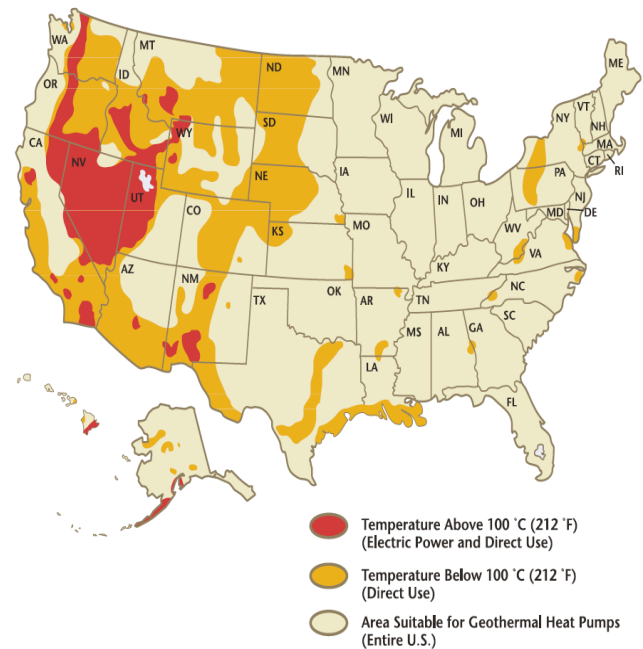 WA
MT
ME
ND
MN
VT
ID
OR
NY
NH
WI
MA
SD
MI
WY
CT
RI
CA
IA
PA
NV
NE
NJ
UT
IL
IN
OH
DE
MD
CO
WV
KS
MO
VA
KY
AZ
NC
OK
NM
AR
TN
TX
SC
MS
AL
GA
LA
FL
Temperature Above 100 ˚C (212 ˚F)
(Electric Power and Direct Use)
Temperature Below 100 ˚C (212 ˚F)
(Direct Use)
Area Suitable for Geothermal Heat Pumps
(Entire U.S.)